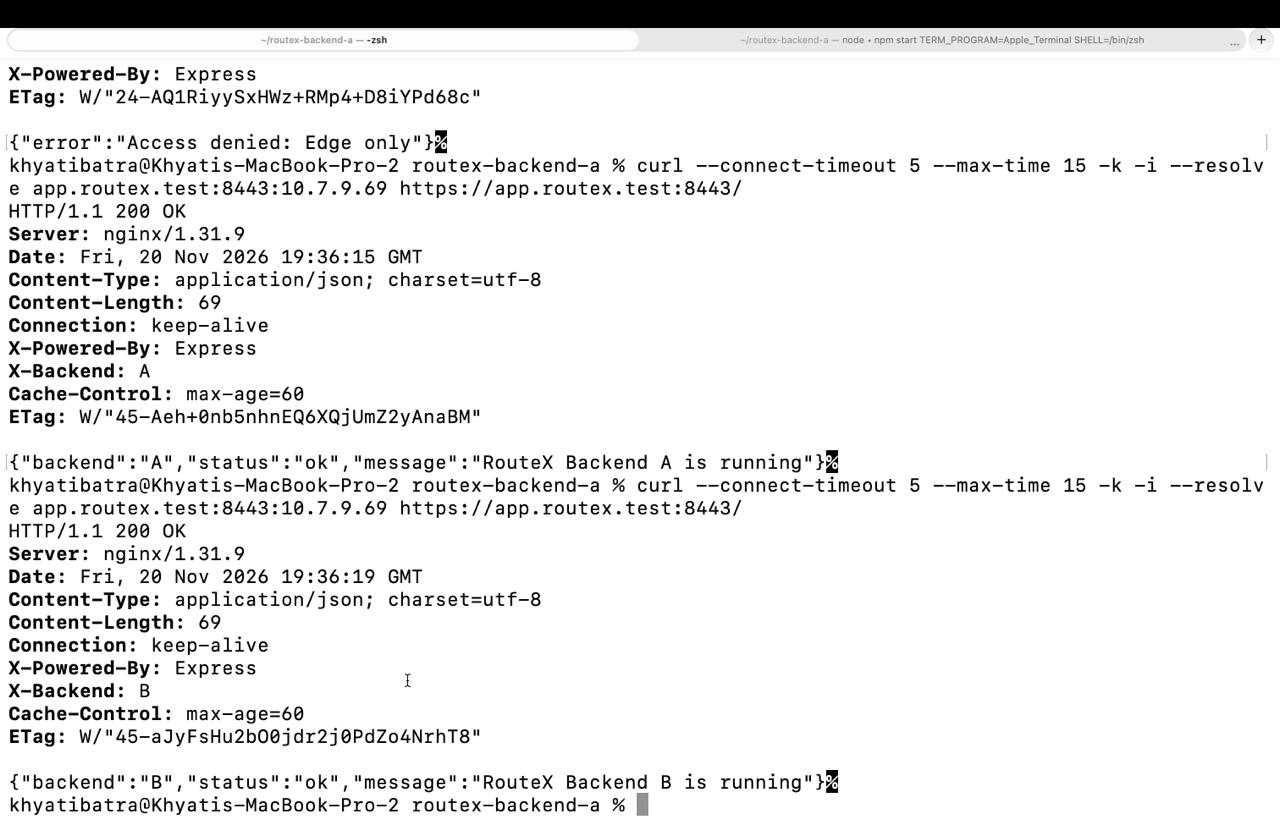 ~/routex-backend-a — -zsh
~/routex-backend-a — node • npm start TERM_PROGRAM=Apple_Terminal SHELL=/bin/zsh ... +
X-Powered-By: Express
ETag: W/"24-AQ1RiyySxHWz+RMp4+D8iYPd68c"
{"error":"Access denied: Edge only"}%
khyatibatra@Khyatis-MacBook-Pro-2 routex-backend-a % curl --connect-timeout 5 --max-time 15 -k -i --resolv
e app.routex.test:8443:10.7.9.69 https://app.routex.test:8443/
HTTP/1.1 200 OK
Server: nginx/1.31.9
Date: Fri, 20 Nov 2026 19:36:15 GMT
Content-Type: application/json; charset=utf-8
Content-Length: 69
Connection: keep-alive
X-Powered-By: Express
X-Backend: A
Cache-Control: max-age=60
ETag: W/"45-Aeh+0nb5nhnEQ6XQjUmZ2yAnaBM"
{"backend":"A","status":"ok","message":"RouteX Backend A is running"}%
khyatibatra@Khyatis-MacBook-Pro-2 routex-backend-a % curl --connect-timeout 5 --max-time 15 -k -i --resolv
e app.routex.test:8443:10.7.9.69 https://app.routex.test:8443/
HTTP/1.1 200 OK
Server: nginx/1.31.9
Date: Fri, 20 Nov 2026 19:36:19 GMT
Content-Type: application/json; charset=utf-8
Content-Length: 69
Connection: keep-alive
X-Powered-By: Express
X-Backend: B
Cache-Control: max-age=60
ETag: W/"45-aJyFsHu2bO0jdr2j0PdZo4NrhT8"
{"backend":"B","status":"ok","message":"RouteX Backend B is running"}%
khyatibatra@Khyatis-MacBook-Pro-2 routex-backend-a %